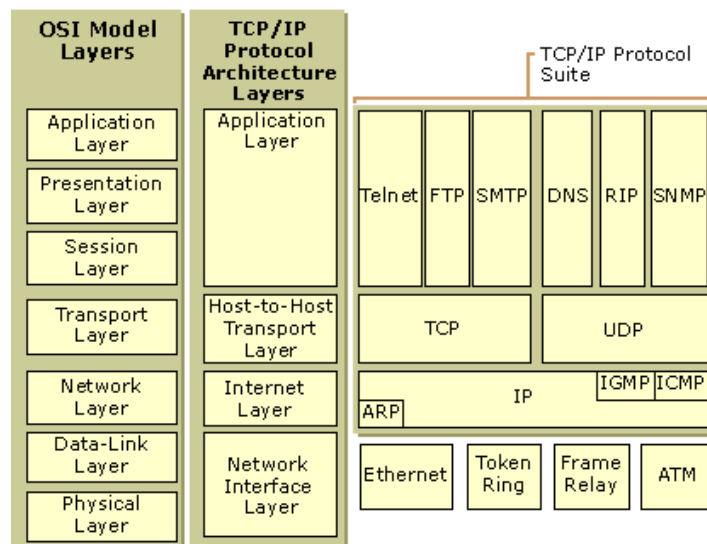 OSI Model
Layers
Application
Layer
Presentation
Layer
Session
Layer
Transport
Layer
Network
Layer
Data-Link
Layer
Physical
Layer
TCP/IP
Protocol
Architecture
Layers
Application
Layer
Host-to-Host
Transport
Layer
Internet
Layer
Network
Interface
Layer
TCP/IP Protocol
Suite
Telnet
FTP
SMTP
DNS
RIP
SNMP
TCP
UDP
IP
IGMP
ICMP
ARP
Ethernet
Token
Ring
Frame
Relay
ATM